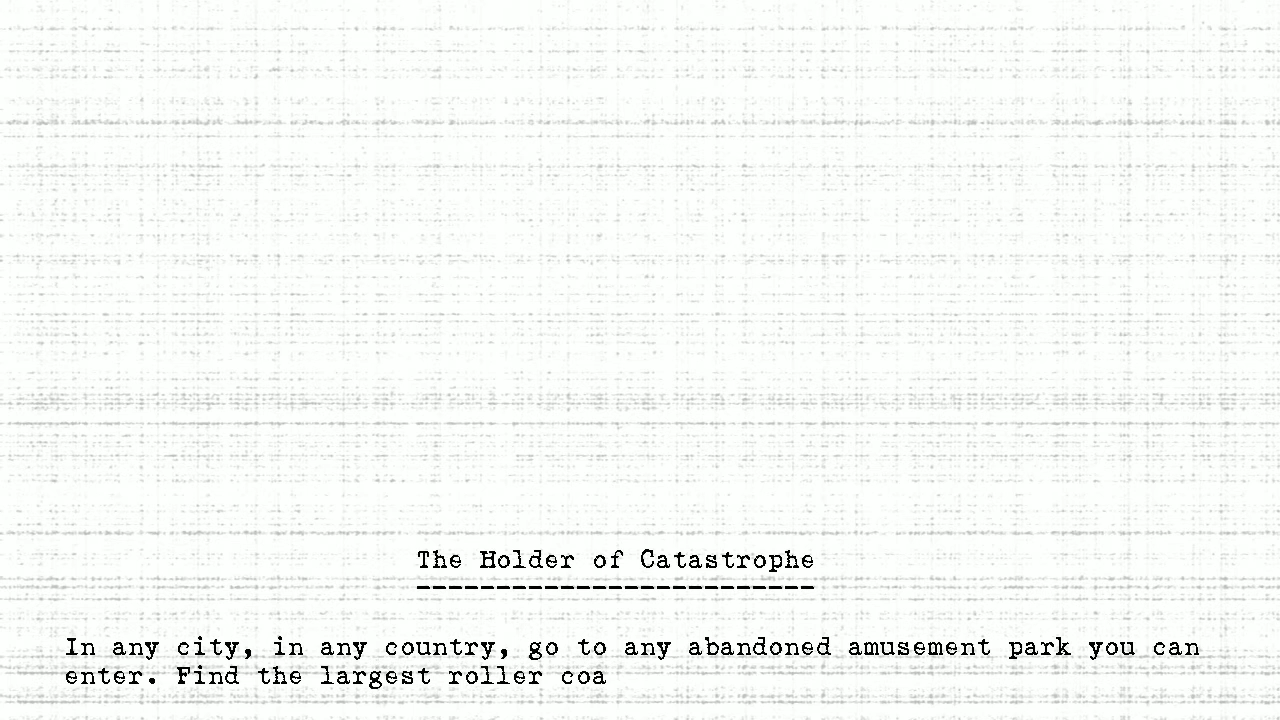 The Holder of Catastrophe
-------------------------
In any city, in any country, go to any abandoned amusement park you can
enter. Find the largest roller coa